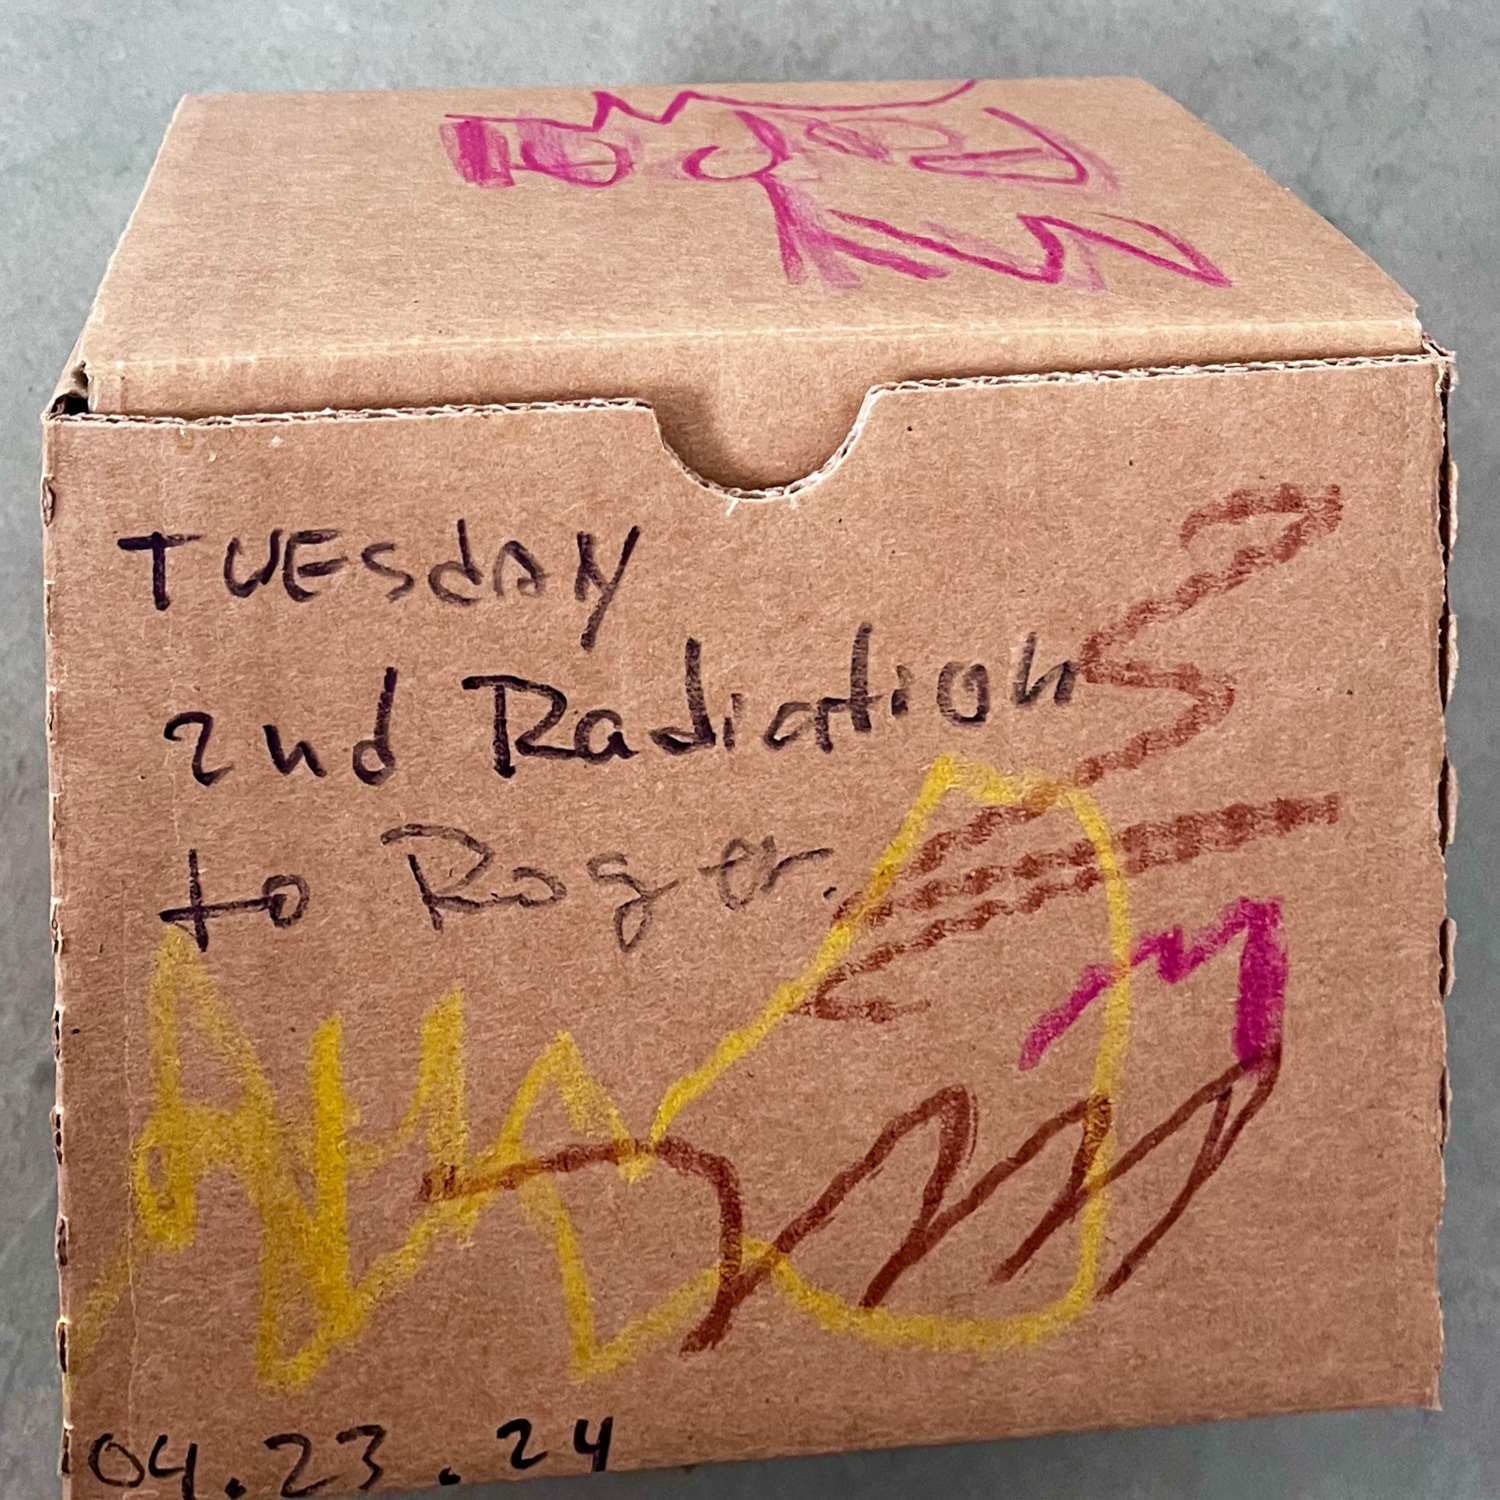 TUESdAY
2nd Radiation
to Roger.
04.23.24